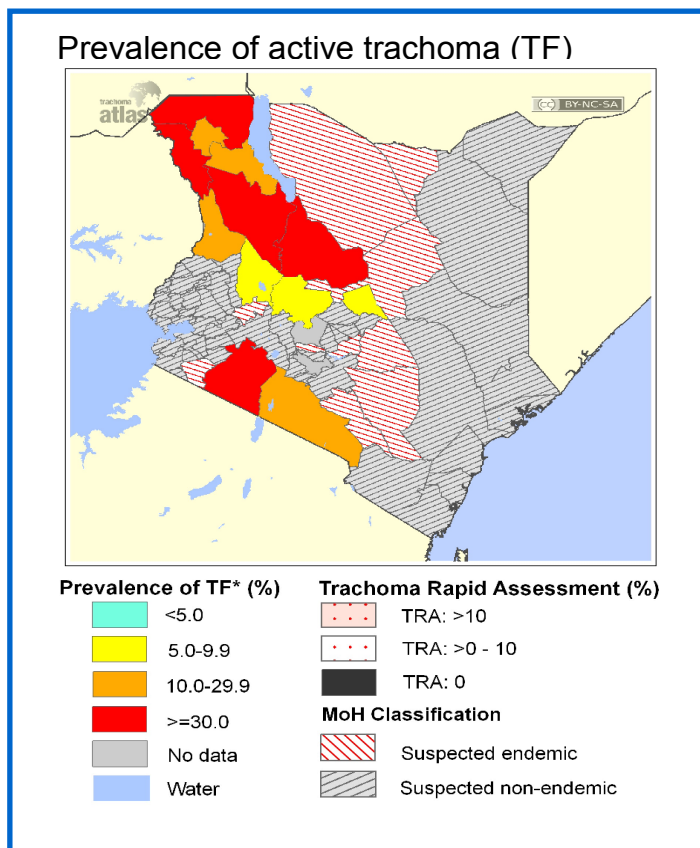 Prevalence of active trachoma (TF)
trachoma
atlas
cc BY-NC-SA
Prevalence of TF* (%)
<5.0
5.0-9.9
10.0-29.9
>=30.0
No data
Water
Trachoma Rapid Assessment (%)
TRA: >10
TRA: >0 - 10
TRA: 0
MoH Classification
Suspected endemic
Suspected non-endemic